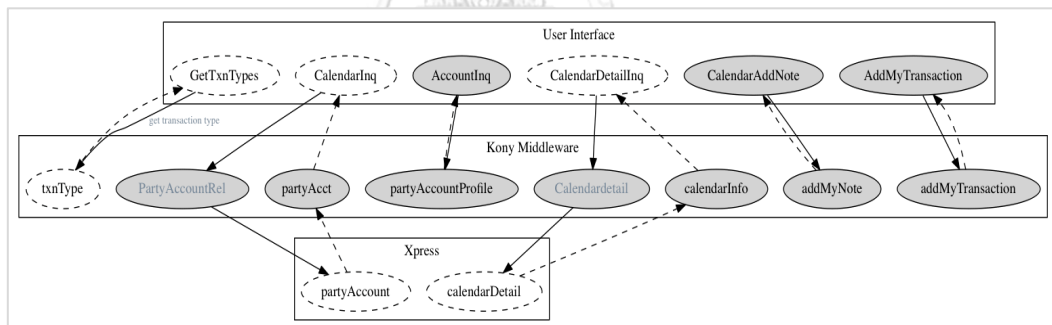 User Interface
GetTxnTypes
CalendarInq
AccountInq
CalendarDetailInq
CalendarAddNote
AddMyTransaction
get transaction type
Kony Middleware
txnType
PartyAccountRel
partyAcct
partyAccountProfile
Calendardetail
calendarInfo
addMyNote
addMyTransaction
Xpress
partyAccount
calendarDetail